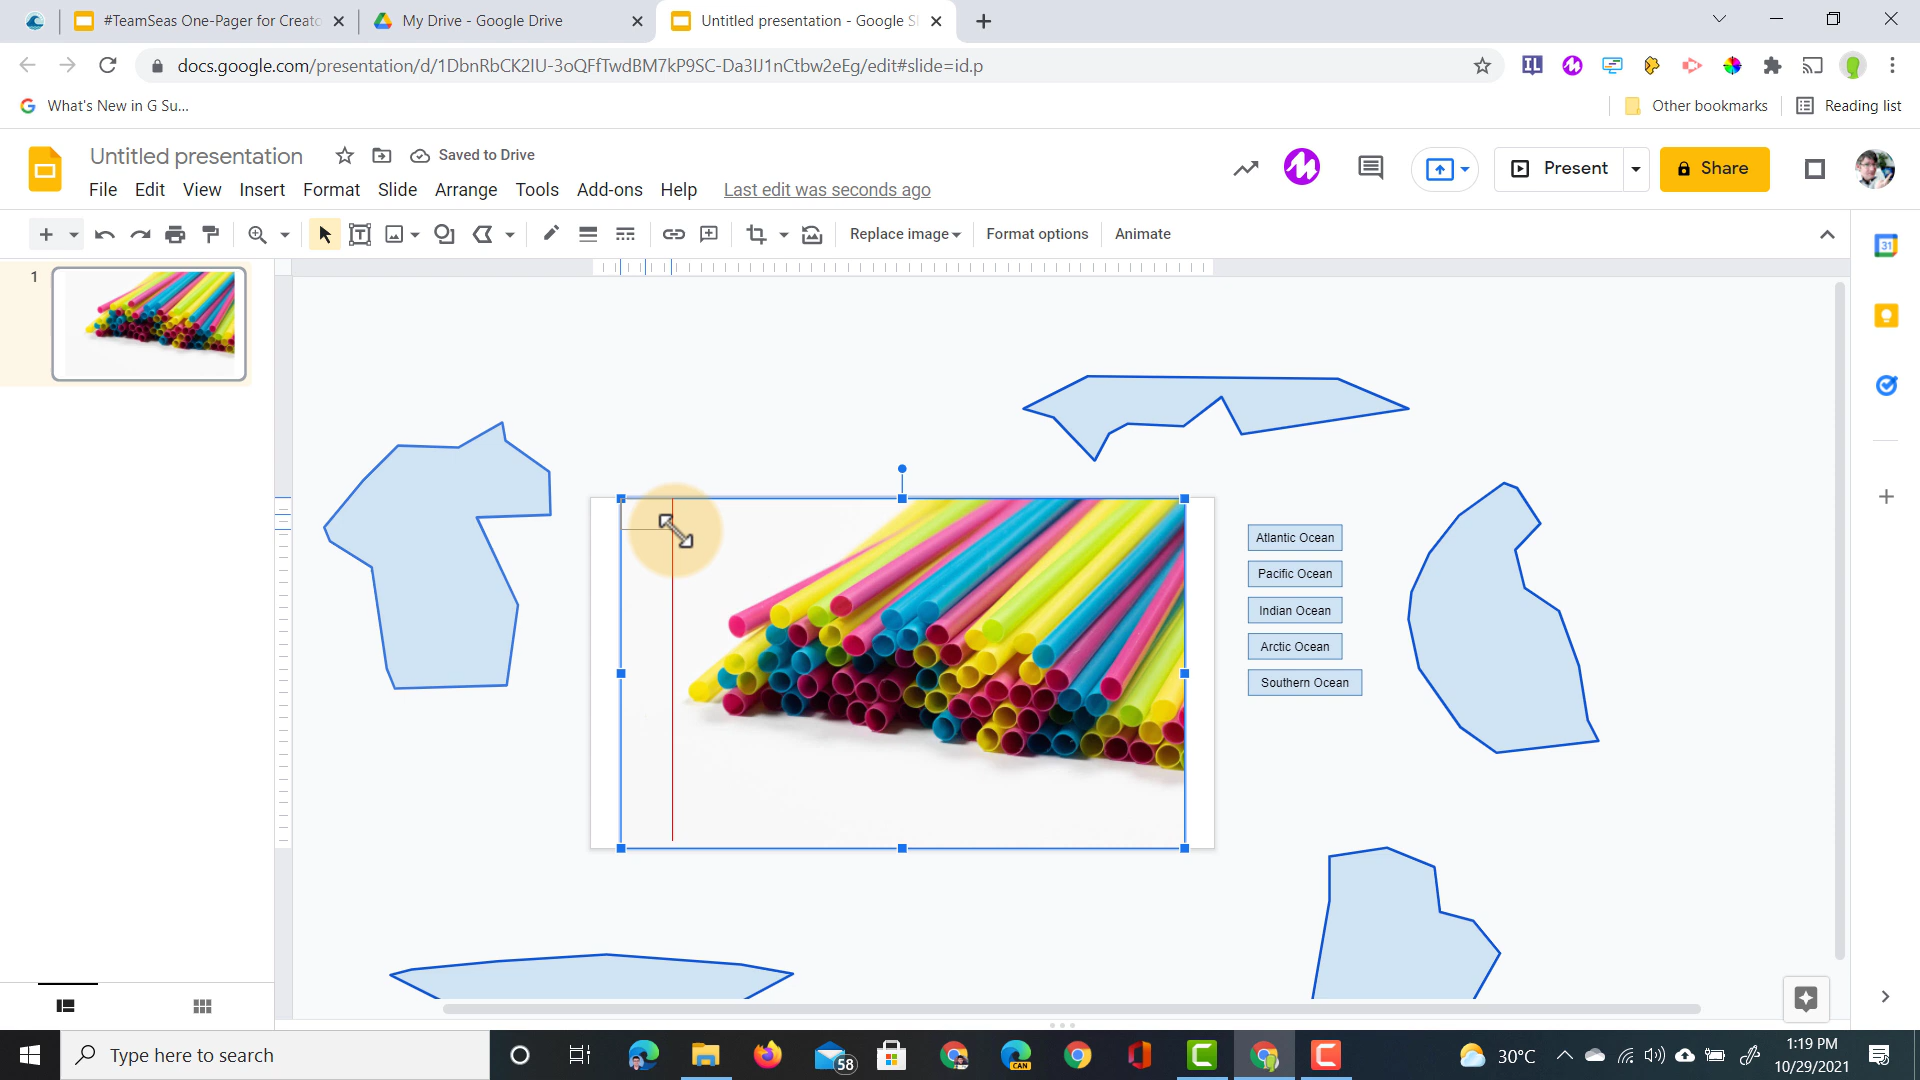 #TeamSeas One-Pager for Creato
My Drive - Google Drive
Untitled presentation - Google Sl
docs.google.com/presentation/d/1DbnRbCK2IU-3oQFfTwdBM7kP9SC-Da3IJ1nCtbw2eEg/edit#slide=id.p
What's New in G Su...
Other bookmarks
Reading list
Untitled presentation
Saved to Drive
File Edit View Insert Format Slide Arrange Tools Add-ons Help Last edit was seconds ago
Present
Share
Replace image
Format options
Animate
1
Atlantic Ocean
Pacific Ocean
Indian Ocean
Arctic Ocean
Southern Ocean
Type here to search
58
CAN
30°C
1:19 PM
10/29/2021